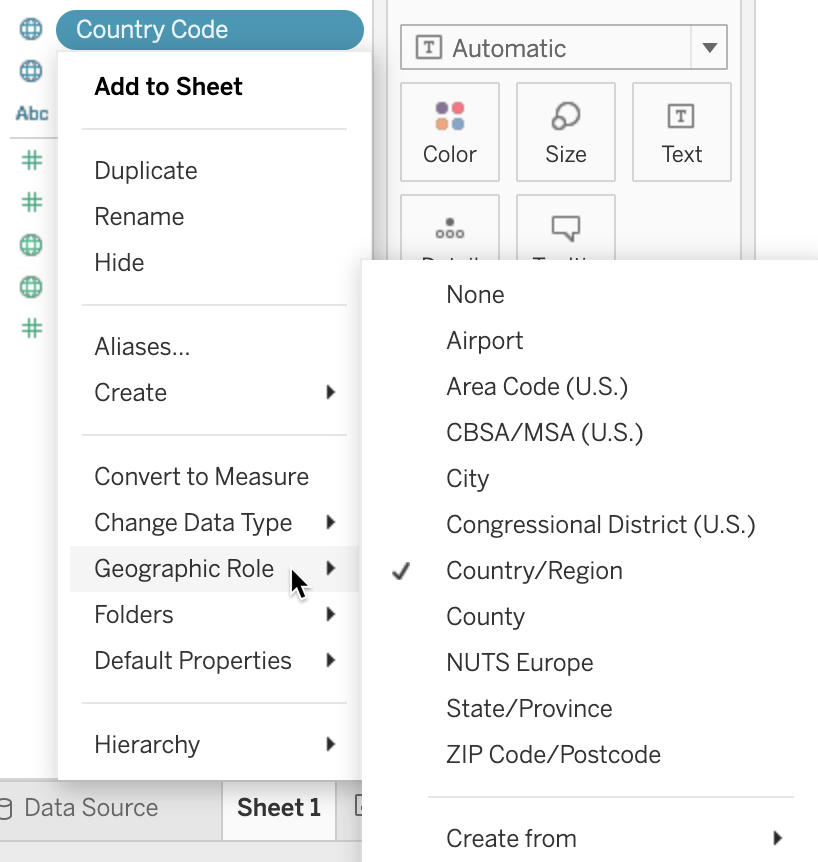 Country Code
Abc
Add to Sheet
Duplicate
Rename
Hide
Aliases...
Create
Convert to Measure
Change Data Type
Geographic Role
Folders
Default Properties
Hierarchy
Automatic
Color
Size
T
Text
None
Airport
Area Code (U.S.)
CBSA/MSA (U.S.)
City
Congressional District (U.S.)
Country/Region
County
NUTS Europe
State/Province
ZIP Code/Postcode
Create from
Data Source
Sheet 1